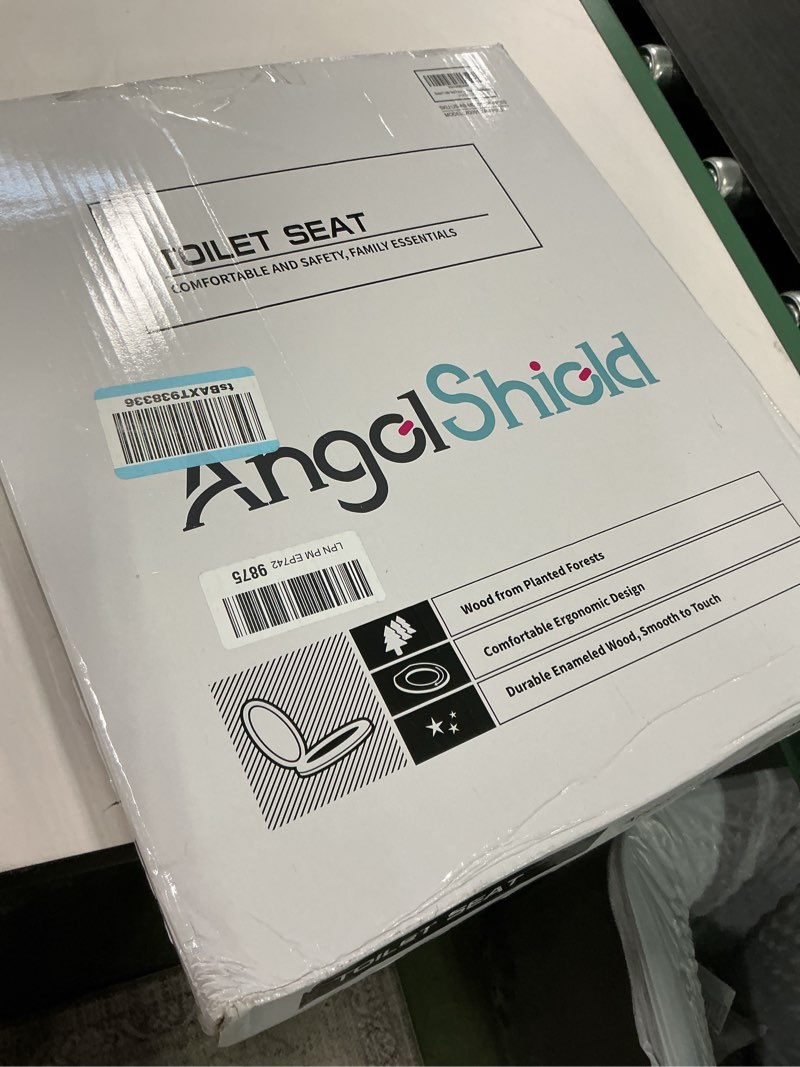 TOILET SEAT
COMFORTABLE AND SAFETY, FAMILY ESSENTIALS
tsBAXT938336
AngelShield
LPN PM EP742 9875
Wood from Planted Forests
Comfortable Ergonomic Design
Durable Enameled Wood, Smooth to Touch
TOILET SEAT